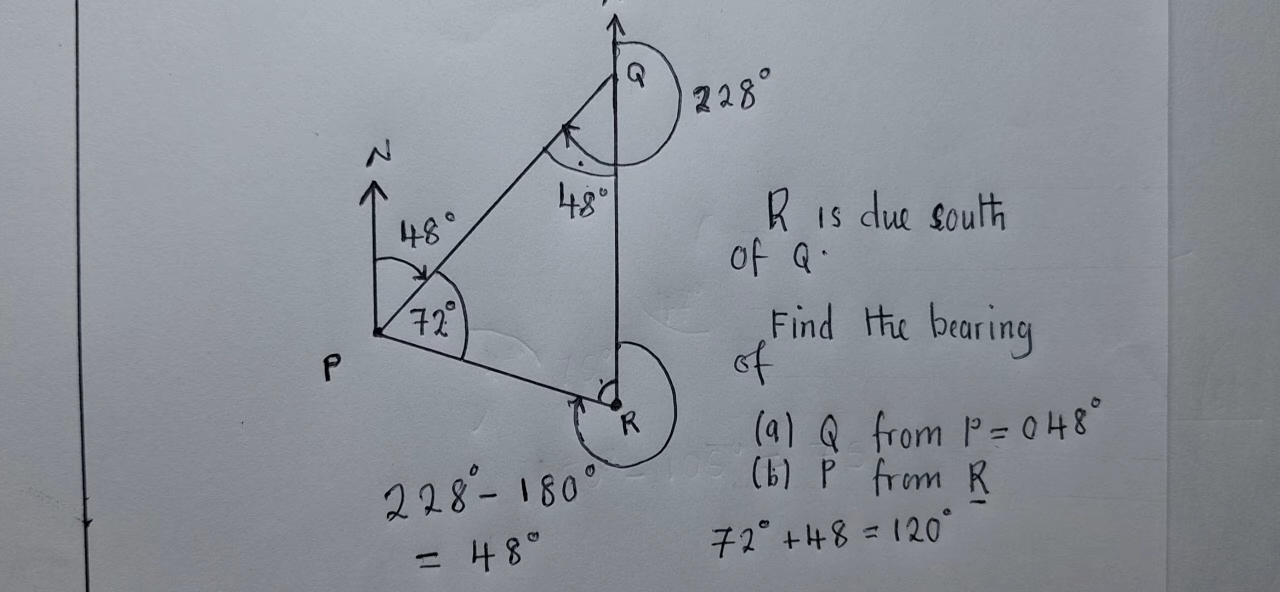 Q
228°
N
48°
48°
72°
P
R
R is due south
of Q.
Find the bearing
of
(a) Q from P = 048°
(b) P from R
228° - 180°
= 48°
72° + 48 = 120°